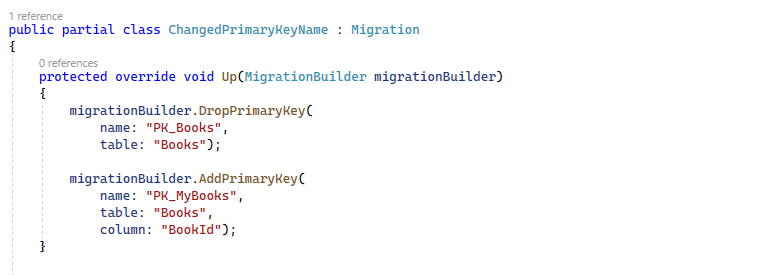 1 reference
public partial class ChangedPrimaryKeyName : Migration
{
0 references
protected override void Up(MigrationBuilder migrationBuilder)
{
migrationBuilder.DropPrimaryKey(
name: "PK_Books",
table: "Books");
migrationBuilder.AddPrimaryKey(
name: "PK_MyBooks",
table: "Books",
column: "BookId");
}